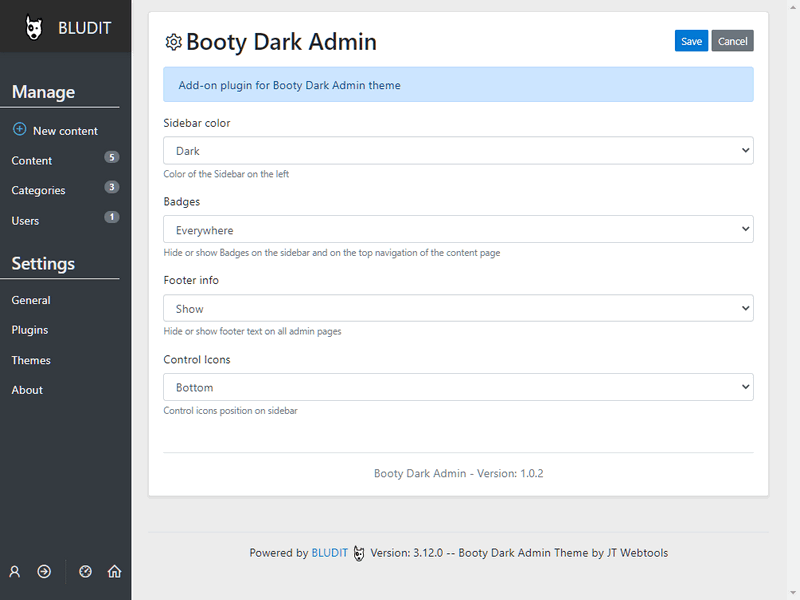 BLUDIT
Manage
New content
Content 5
Categories 3
Users 1
Settings
General
Plugins
Themes
About
Booty Dark Admin
Save Cancel
Add-on plugin for Booty Dark Admin theme
Sidebar color
Dark
Color of the Sidebar on the left
Badges
Everywhere
Hide or show Badges on the sidebar and on the top navigation of the content page
Footer info
Show
Hide or show footer text on all admin pages
Control Icons
Bottom
Control icons position on sidebar
Booty Dark Admin - Version: 1.0.2
Powered by BLUDIT Version: 3.12.0 -- Booty Dark Admin Theme by JT Webtools